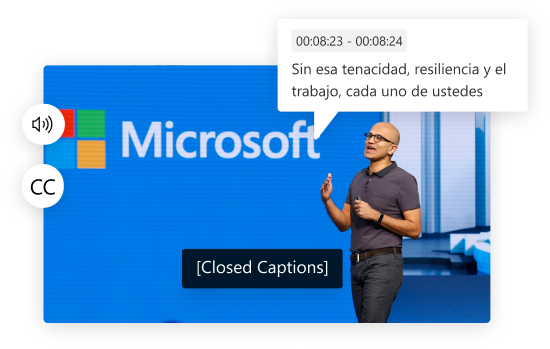 00:08:23 - 00:08:24
Sin esa tenacidad, resiliencia y el
trabajo, cada uno de ustedes
Microsoft
CC
[Closed Captions]